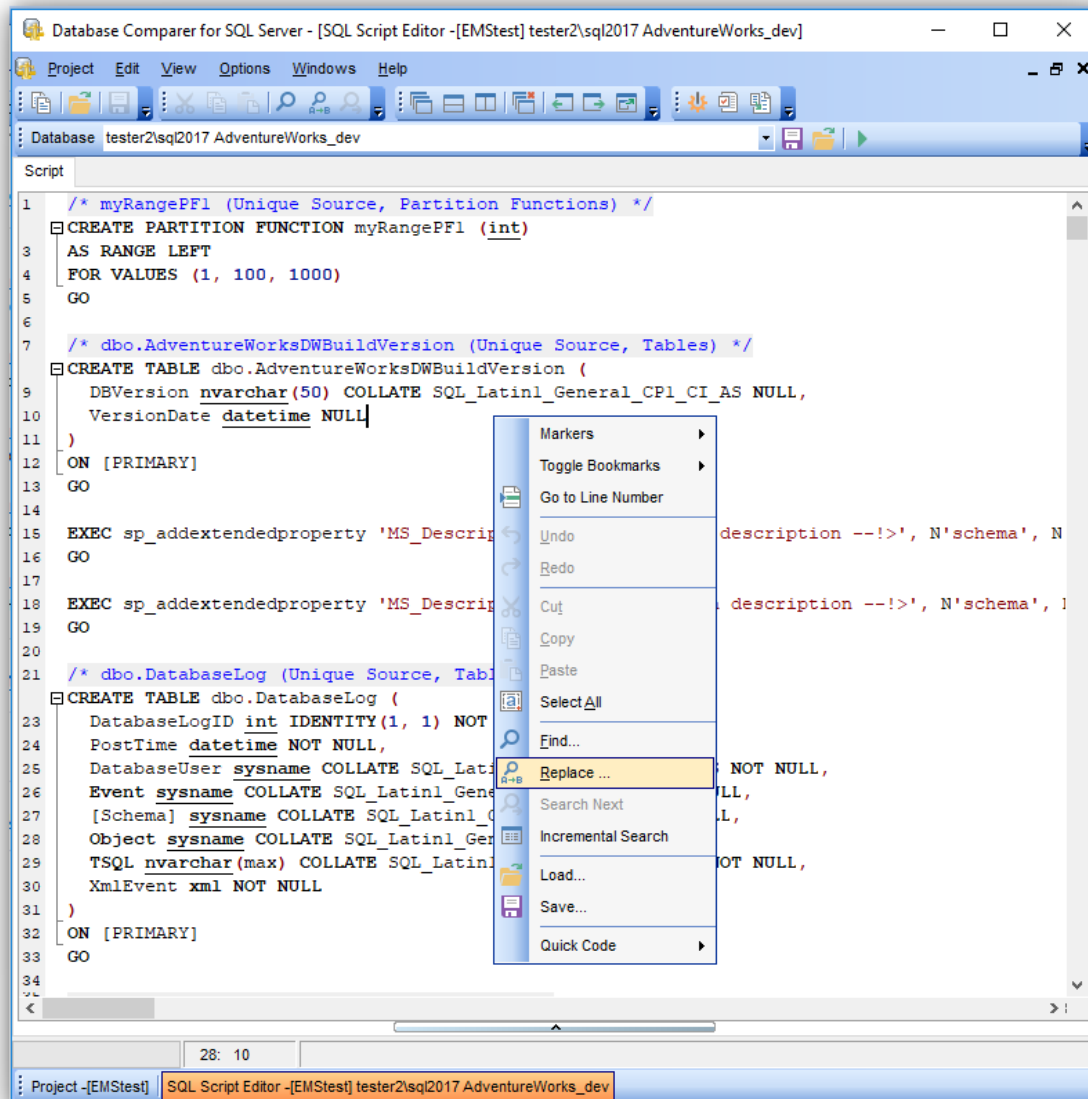 Database Comparer for SQL Server - [SQL Script Editor -[EMStest] tester2\sql2017 AdventureWorks_dev]
Project Edit View Options Windows Help
Database tester2\sql2017 AdventureWorks_dev
Script
1 /* myRangePF1 (Unique Source, Partition Functions) */
CREATE PARTITION FUNCTION myRangePF1 (int)
3 AS RANGE LEFT
4 FOR VALUES (1, 100, 1000)
5 GO
6
7 /* dbo.AdventureWorksDWBuildVersion (Unique Source, Tables) */
CREATE TABLE dbo.AdventureWorksDWBuildVersion (
9 DBVersion nvarchar(50) COLLATE SQL_Latin1_General_CP1_CI_AS NULL,
10 VersionDate datetime NULL
11 )
12 ON [PRIMARY]
13 GO
14
15 EXEC sp_addextendedproperty 'MS_Descrip description --!>', N'schema', N
16 GO
17
18 EXEC sp_addextendedproperty 'MS_Descrip description --!>', N'schema',
19 GO
20
21 /* dbo.DatabaseLog (Unique Source, Tabl
CREATE TABLE dbo.DatabaseLog (
23 DatabaseLogID int IDENTITY(1, 1) NOT
24 PostTime datetime NOT NULL,
25 DatabaseUser sysname COLLATE SQL_Lati S NOT NULL,
26 Event sysname COLLATE SQL_Latin1_Gene LL,
27 [Schema] sysname COLLATE SQL_Latin1_G L,
28 Object sysname COLLATE SQL_Latin1_Gen
29 TSQL nvarchar(max) COLLATE SQL_Latin1 OT NULL,
30 XmlEvent xml NOT NULL
31 )
32 ON [PRIMARY]
33 GO
34
Markers
Toggle Bookmarks
Go to Line Number
Undo
Redo
Cut
Copy
Paste
Select All
Find...
Replace ...
Search Next
Incremental Search
Load...
Save...
Quick Code
28: 10
Project -[EMStest] SQL Script Editor -[EMStest] tester2\sql2017 AdventureWorks_dev